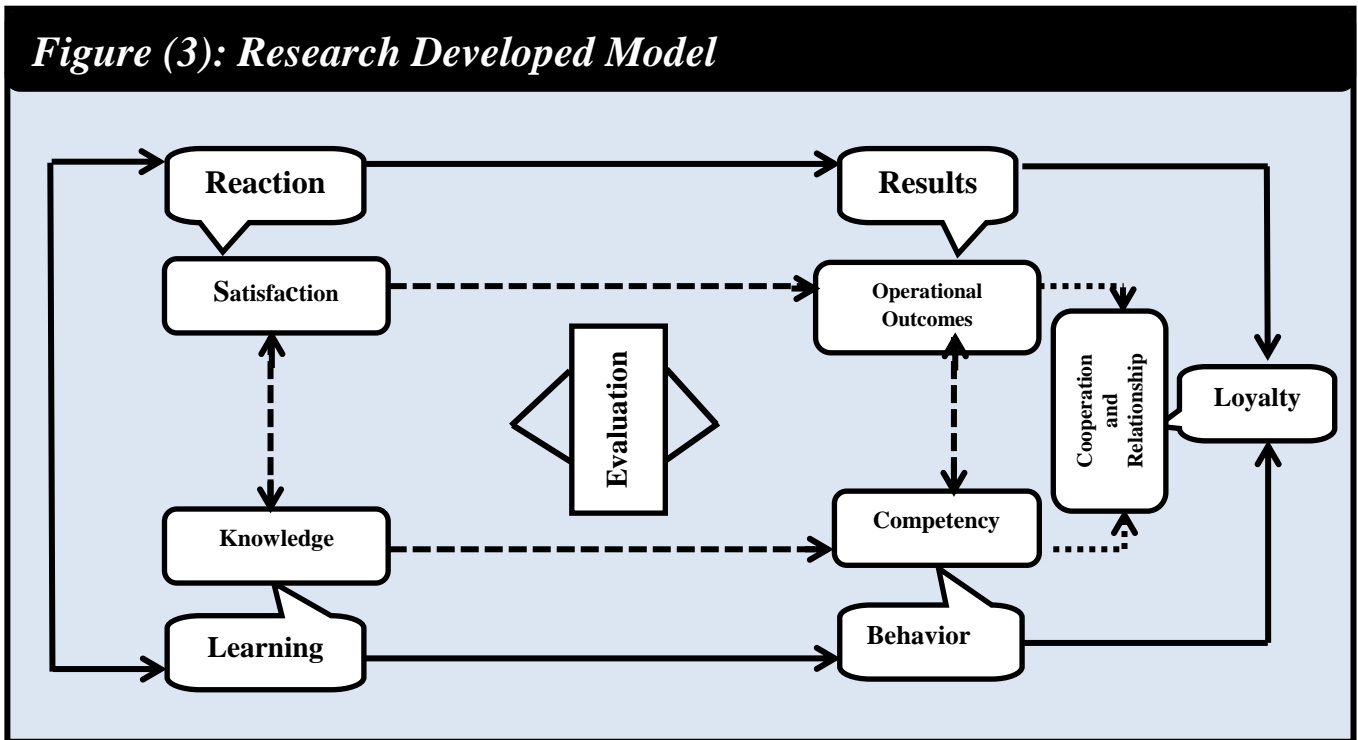 Figure (3): Research Developed Model
Reaction
Results
Satisfaction
Operational
Outcomes
Evaluation
Cooperation
and
Relationship
Loyalty
Knowledge
Competency
Learning
Behavior